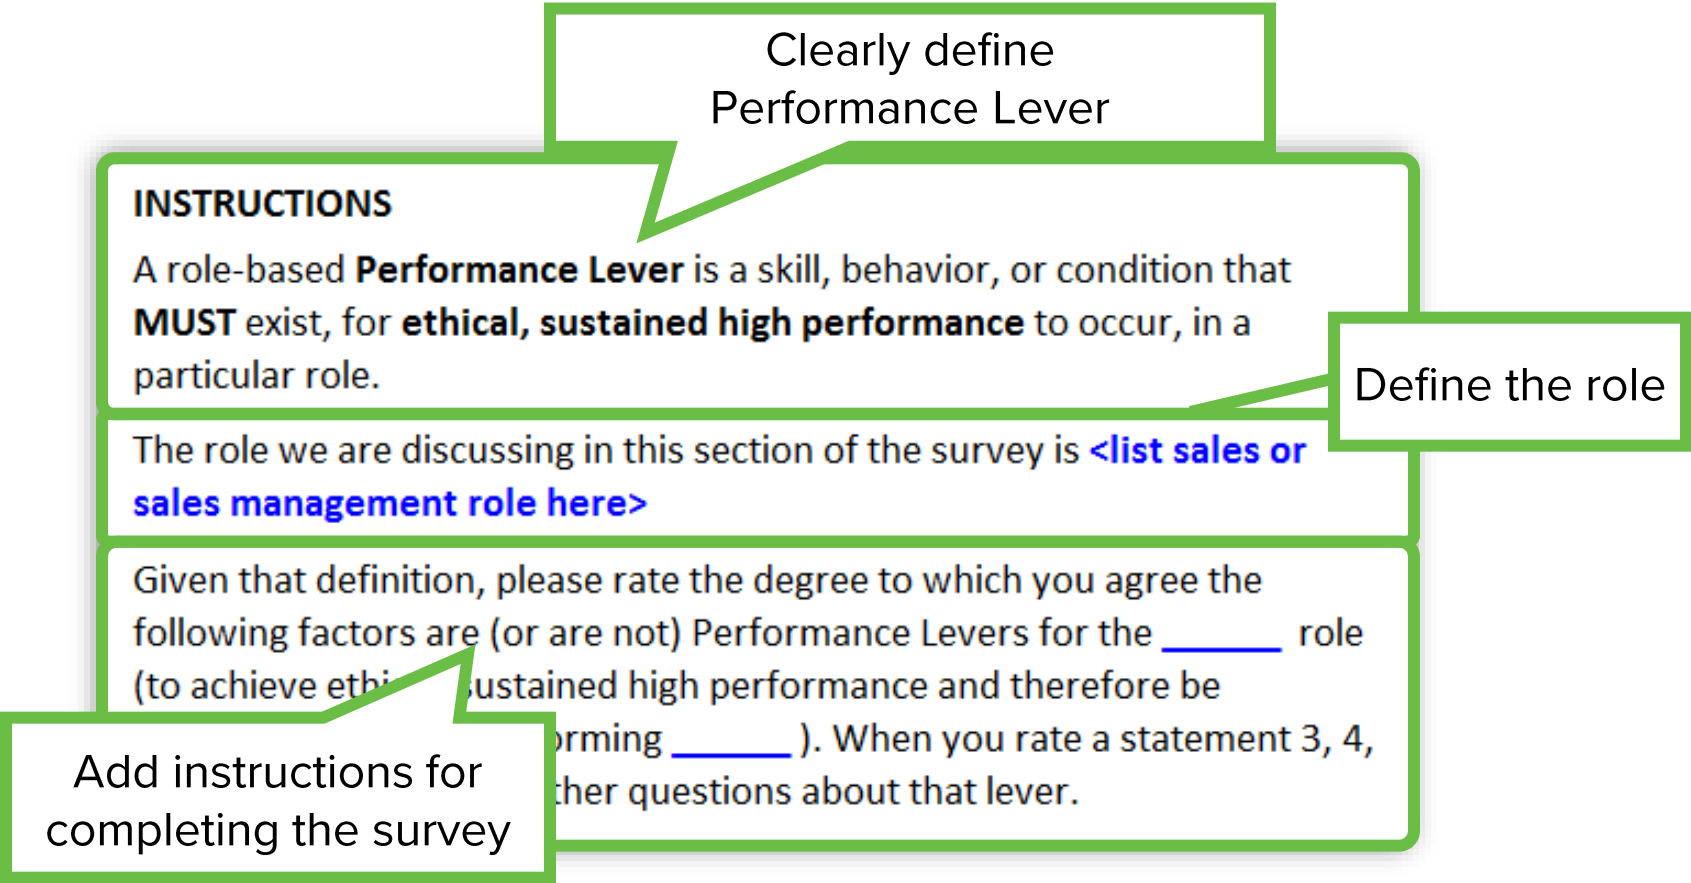 Clearly define
Performance Lever
INSTRUCTIONS
A role-based Performance Lever is a skill, behavior, or condition that
MUST exist, for ethical, sustained high performance to occur, in a
particular role.
Define the role
The role we are discussing in this section of the survey is <list sales or
sales management role here>
Given that definition, please rate the degree to which you agree the
following factors are (or are not) Performance Levers for the ______ role
(to achieve sustained high performance and therefore be
______ ). When you rate a statement 3, 4,
questions about that lever.
Add instructions for
completing the survey